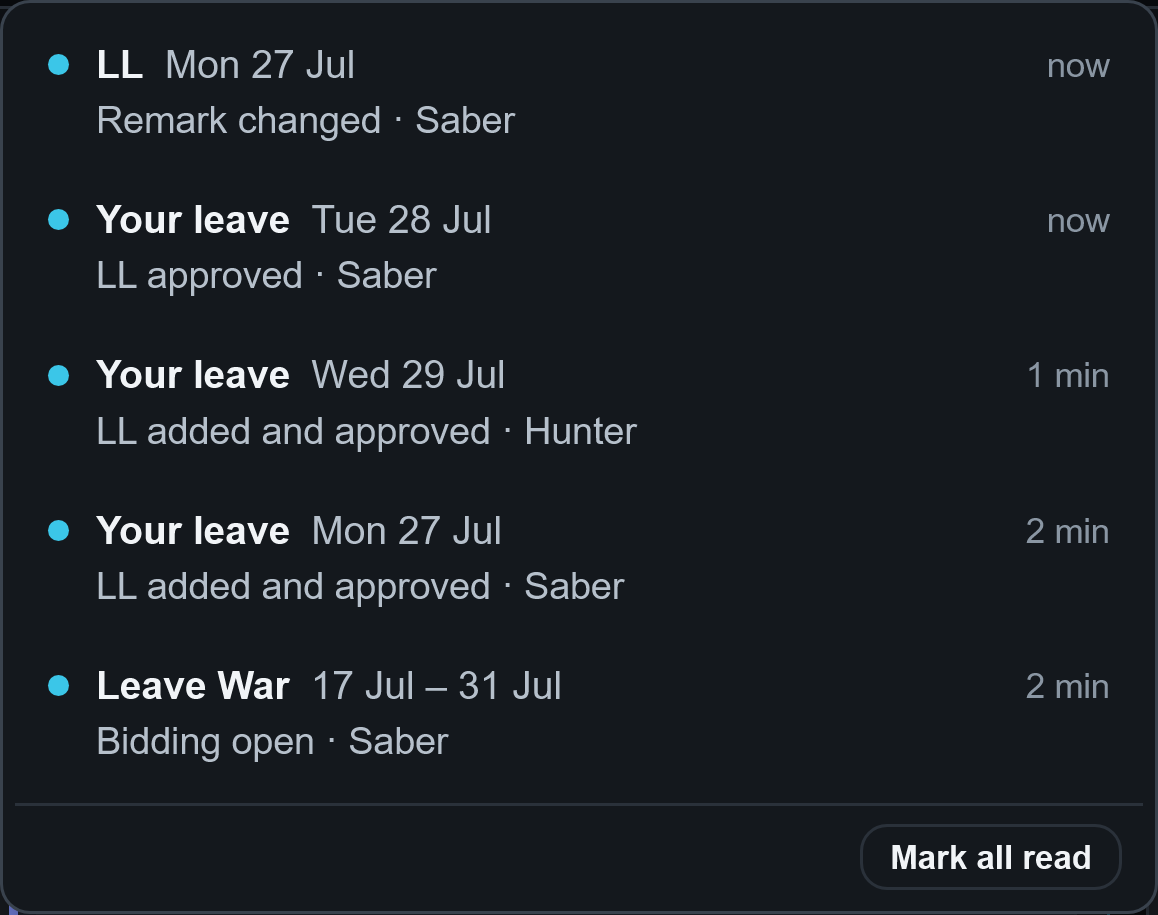 LL Mon 27 Jul now
Remark changed · Saber
Your leave Tue 28 Jul now
LL approved · Saber
Your leave Wed 29 Jul 1 min
LL added and approved · Hunter
Your leave Mon 27 Jul 2 min
LL added and approved · Saber
Leave War 17 Jul – 31 Jul 2 min
Bidding open · Saber
Mark all read